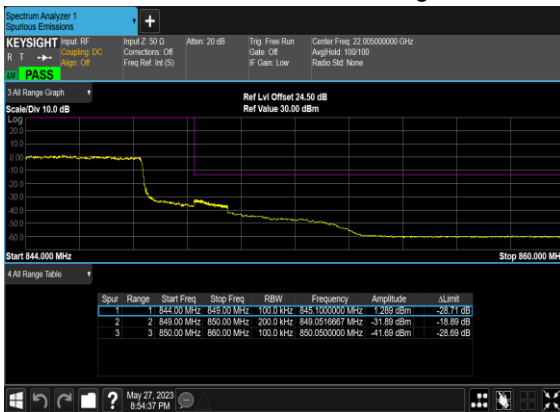 Spectrum Analyzer 1
Spurious Emissions
KEYSIGHT Input: RF Input Z: 50 Ω Atten: 20 dB Trig: Free Run Center Freq: 22.005000000 GHz
R T Coupling: DC Corrections: Off Gate: Off Avg|Hold: 100/100
Align: Off Freq Ref: Int (S) IF Gain: Low Radio Std: None
PASS
3 All Range Graph
Ref Lvl Offset 24.50 dB
Scale/Div 10.0 dB Ref Value 30.00 dBm
Log
20.0
10.0
0.00
-10.0
-20.0
-30.0
-40.0
-50.0
-60.0
Start 844.000 MHz Stop 860.000 MH
4 All Range Table
Spur Range Start Freq Stop Freq RBW Frequency Amplitude ΔLimit
1 1 844.00 MHz 849.00 MHz 100.0 kHz 845.1000000 MHz 1.289 dBm -28.71 dB
2 2 849.00 MHz 850.00 MHz 200.0 kHz 849.0516667 MHz -31.89 dBm -18.89 dB
3 3 850.00 MHz 860.00 MHz 100.0 kHz 850.0500000 MHz -41.69 dBm -28.69 dB
? May 27, 2023
8:54:37 PM